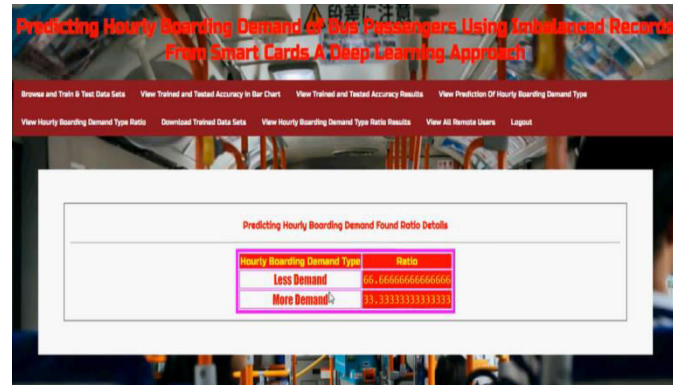 Predicting Hourly Boarding Demand of Bus Passengers Using Imbalanced Records
From Smart Cards A Deep Learning Approach
Browse and Train & Test Data Sets View Trained and Tested Accuracy in Bar Chart View Trained and Tested Accuracy Results View Prediction Of Hourly Boarding Demand Type
View Hourly Boarding Demand Type Ratio Download Trained Data Sets View Hourly Boarding Demand Type Ratio Results View All Remote Users Logout
Predicting Hourly Boarding Demand Found Ratio Details
Hourly Boarding Demand Type Ratio
Less Demand 66.66666666666666
More Demand 33.33333333333333